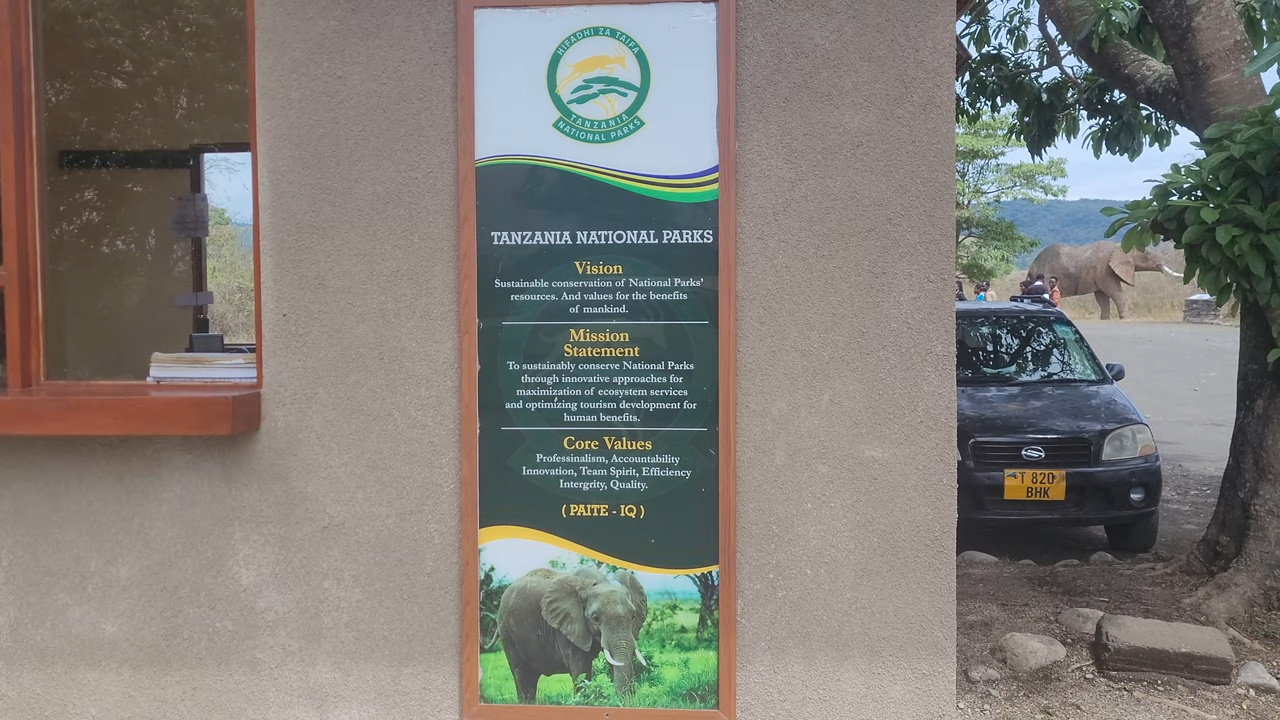 HIFADHI ZA TAIFA
TANZANIA
NATIONAL PARKS
TANZANIA NATIONAL PARKS
Vision
Sustainable conservation of National Parks'
resources. And values for the benefits
of mankind.
Mission
Statement
To sustainably conserve National Parks
through innovative approaches for
maximization of ecosystem services
and optimizing tourism development for
human benefits.
Core Values
Professinalism, Accountability
Innovation, Team Spirit, Efficiency
Intergrity, Quality.
( PAITE - IQ )
T 820
BHK